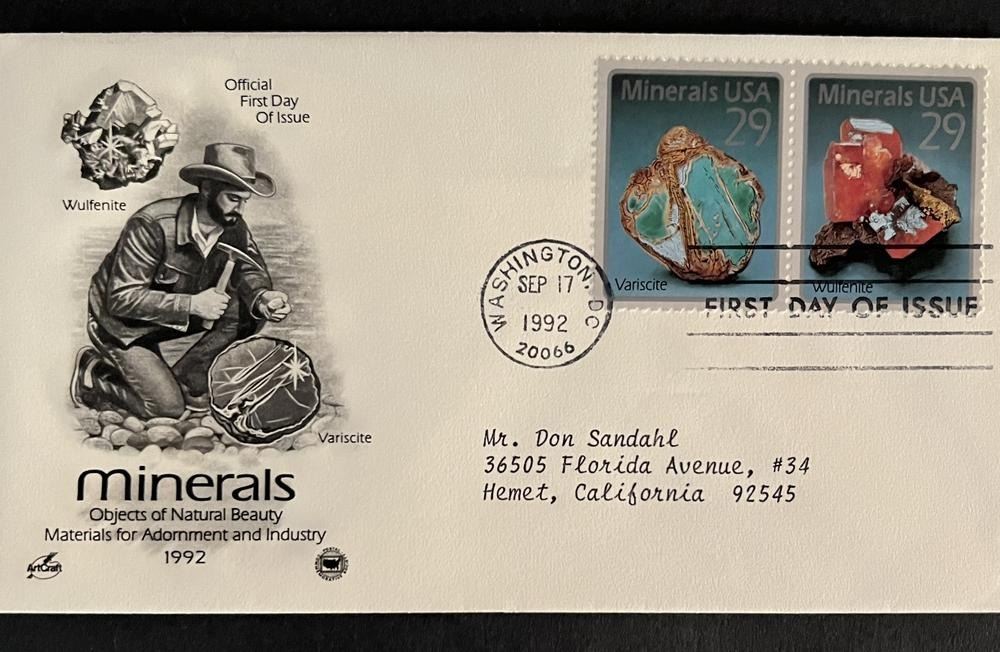 Official
First Day
Of Issue
Wulfenite
Variscite
Minerals
Objects of Natural Beauty
Materials for Adornment and Industry
1992
ArtCraft
Minerals USA
29
Variscite
Minerals USA
29
Wulfenite
WASHINGTON, DC
SEP 17
1992
20066
FIRST DAY OF ISSUE
Mr. Don Sandahl
36505 Florida Avenue, #34
Hemet, California 92545